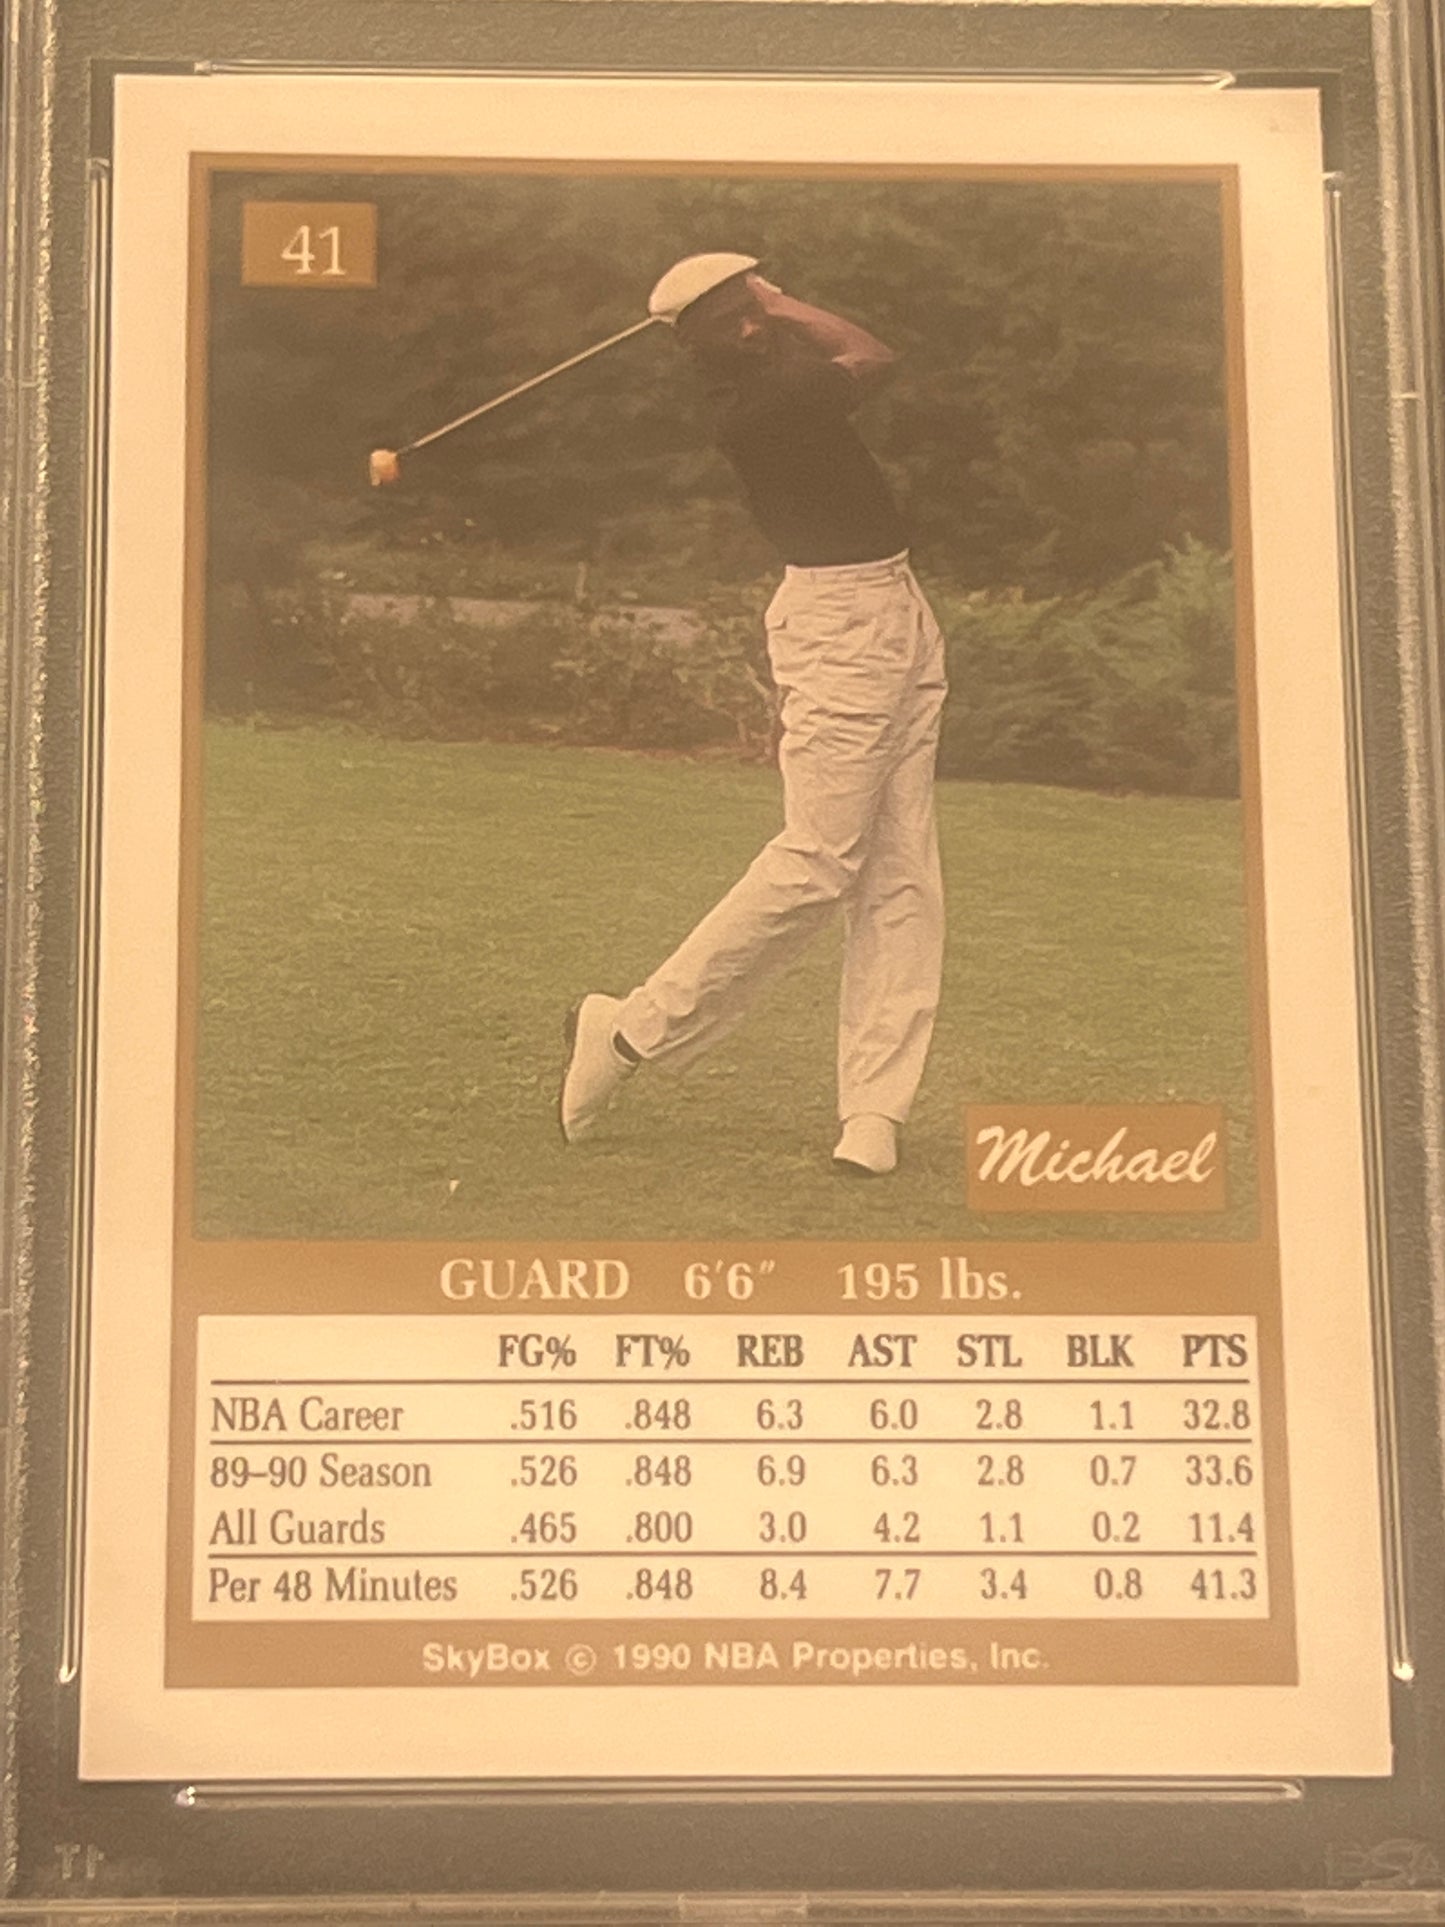 41
Michael
GUARD 6'6" 195 lbs.
FG% FT% REB AST STL BLK PTS
NBA Career .516 .848 6.3 6.0 2.8 1.1 32.8
89–90 Season .526 .848 6.9 6.3 2.8 0.7 33.6
All Guards .465 .800 3.0 4.2 1.1 0.2 11.4
Per 48 Minutes .526 .848 8.4 7.7 3.4 0.8 41.3
SkyBox © 1990 NBA Properties, Inc.